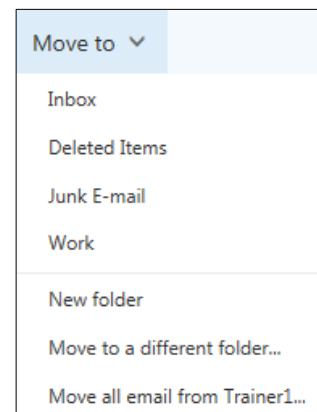 Move to
Inbox
Deleted Items
Junk E-mail
Work
New folder
Move to a different folder...
Move all email from Trainer1...